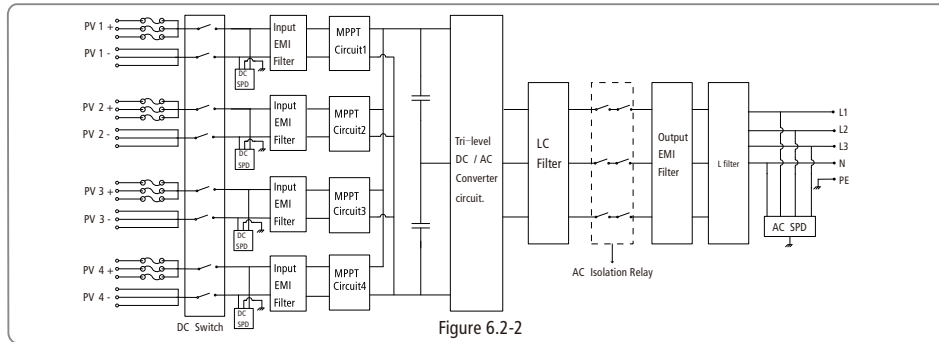 PV 1 +
PV 1 -
DC
SPD
Input
EMI
Filter
MPPT
Circuit1
PV 2 +
PV 2 -
DC
SPD
Input
EMI
Filter
MPPT
Circuit2
PV 3 +
PV 3 -
DC
SPD
Input
EMI
Filter
MPPT
Circuit3
PV 4 +
PV 4 -
DC
SPD
Input
EMI
Filter
MPPT
Circuit4
DC Switch
Tri-level
DC / AC
Converter
circuit.
LC
Filter
AC Isolation Relay
Output
EMI
Filter
L filter
L1
L2
L3
N
PE
AC SPD
Figure 6.2-2